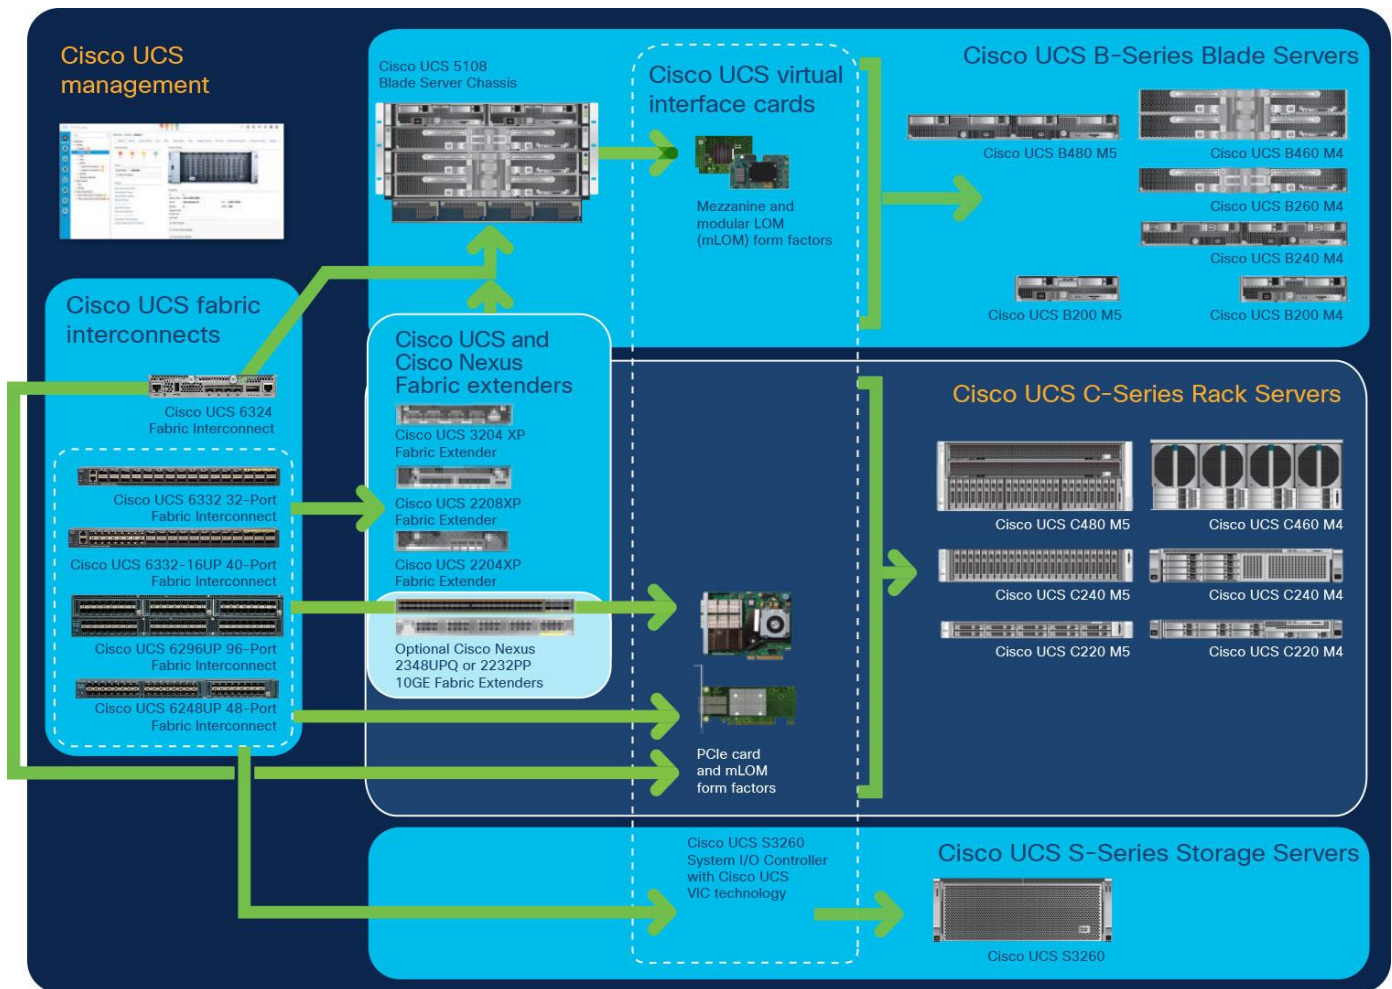 Cisco UCS
management
Cisco UCS 5108
Blade Server Chassis
Cisco UCS virtual
interface cards
Mezzanine and
modular LOM
(mLOM) form factors
Cisco UCS B-Series Blade Servers
Cisco UCS B480 M5
Cisco UCS B460 M4
Cisco UCS B260 M4
Cisco UCS B240 M4
Cisco UCS B200 M5
Cisco UCS B200 M4
Cisco UCS fabric
interconnects
Cisco UCS 6324
Fabric Interconnect
Cisco UCS 6332 32-Port
Fabric Interconnect
Cisco UCS 6332-16UP 40-Port
Fabric Interconnect
Cisco UCS 6296UP 96-Port
Fabric Interconnect
Cisco UCS 6248UP 48-Port
Fabric Interconnect
Cisco UCS and
Cisco Nexus
Fabric extenders
Cisco UCS 3204 XP
Fabric Extender
Cisco UCS 2208XP
Fabric Extender
Cisco UCS 2204XP
Fabric Extender
Optional Cisco Nexus
2348UPQ or 2232PP
10GE Fabric Extenders
PCIe card
and mLOM
form factors
Cisco UCS C-Series Rack Servers
Cisco UCS C480 M5
Cisco UCS C460 M4
Cisco UCS C240 M5
Cisco UCS C240 M4
Cisco UCS C220 M5
Cisco UCS C220 M4
Cisco UCS S3260
System I/O Controller
with Cisco UCS
VIC technology
Cisco UCS S-Series Storage Servers
Cisco UCS S3260